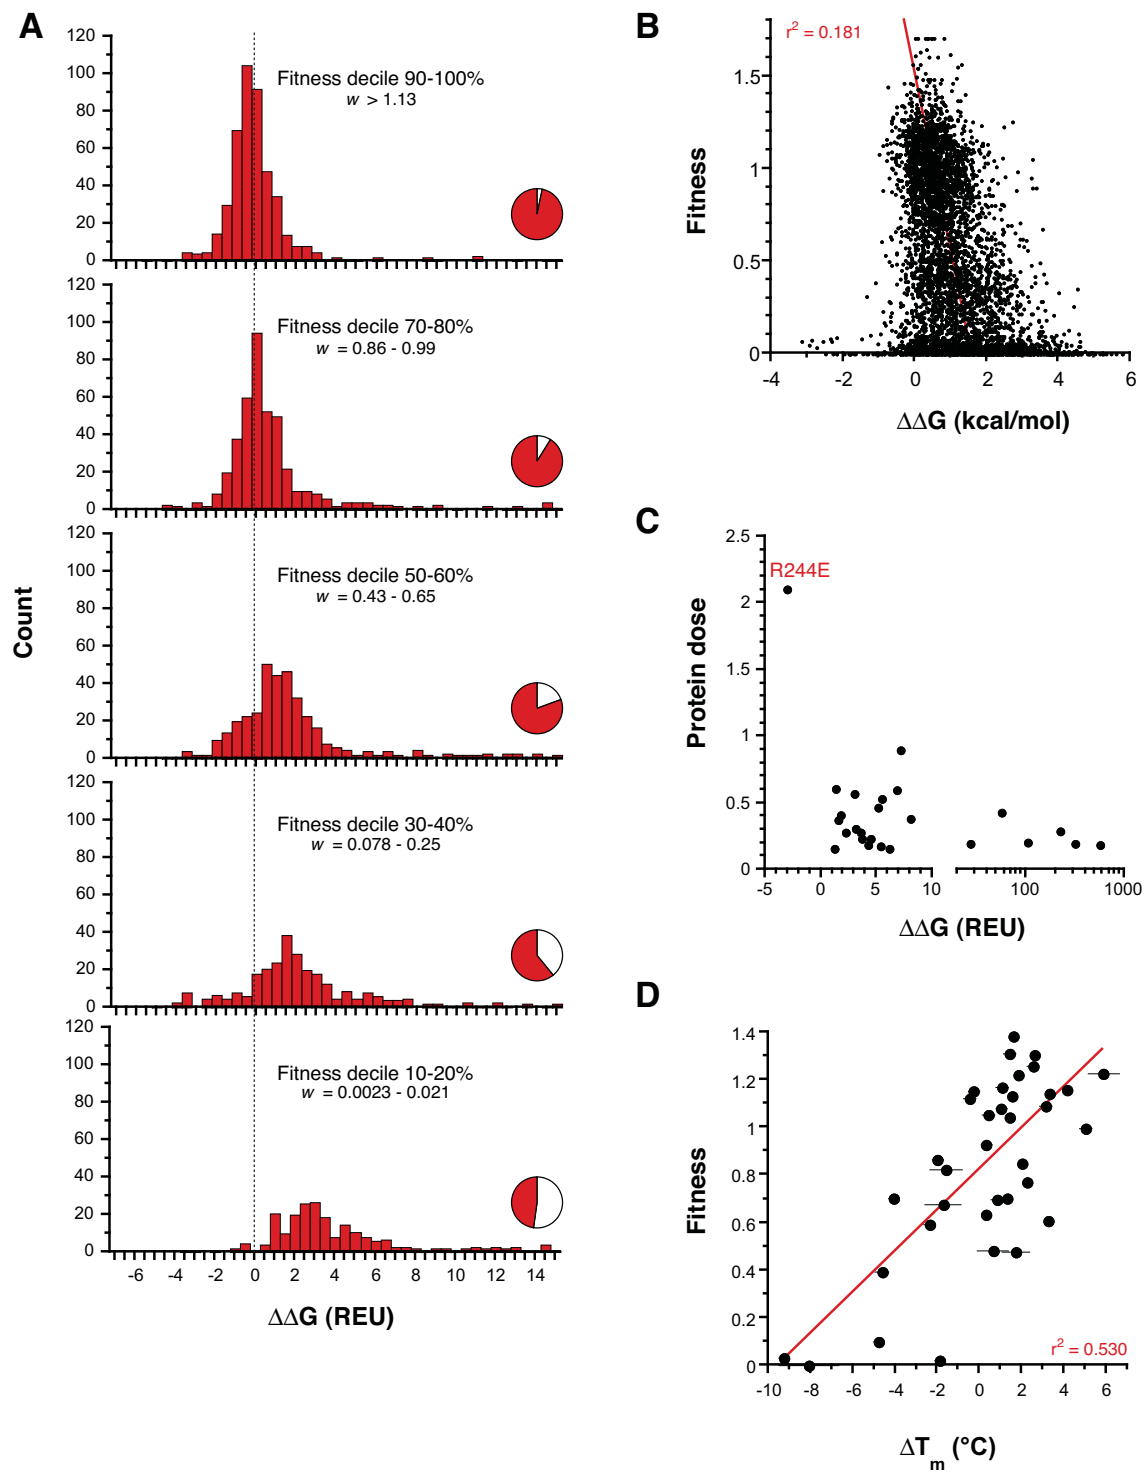 A
Count
120
100
80
60
40
20
0
Fitness decile 90-100%
w > 1.13
120
100
80
60
40
20
0
Fitness decile 70-80%
w = 0.86 - 0.99
120
100
80
60
40
20
0
Fitness decile 50-60%
w = 0.43 - 0.65
120
100
80
60
40
20
0
Fitness decile 30-40%
w = 0.078 - 0.25
120
100
80
60
40
20
0
Fitness decile 10-20%
w = 0.0023 - 0.021
-6 -4 -2 0 2 4 6 8 10 12 14
ΔΔG (REU)
B
r² = 0.181
Fitness
1.5
1
0.5
0
-4 -2 0 2 4 6
ΔΔG (kcal/mol)
C
Protein dose
2.5
2
1.5
1
0.5
0
R244E
-5 0 5 10 100 1000
ΔΔG (REU)
D
Fitness
1.4
1.2
1
0.8
0.6
0.4
0.2
0
r² = 0.530
-10 -8 -6 -4 -2 0 2 4 6
ΔTm (°C)